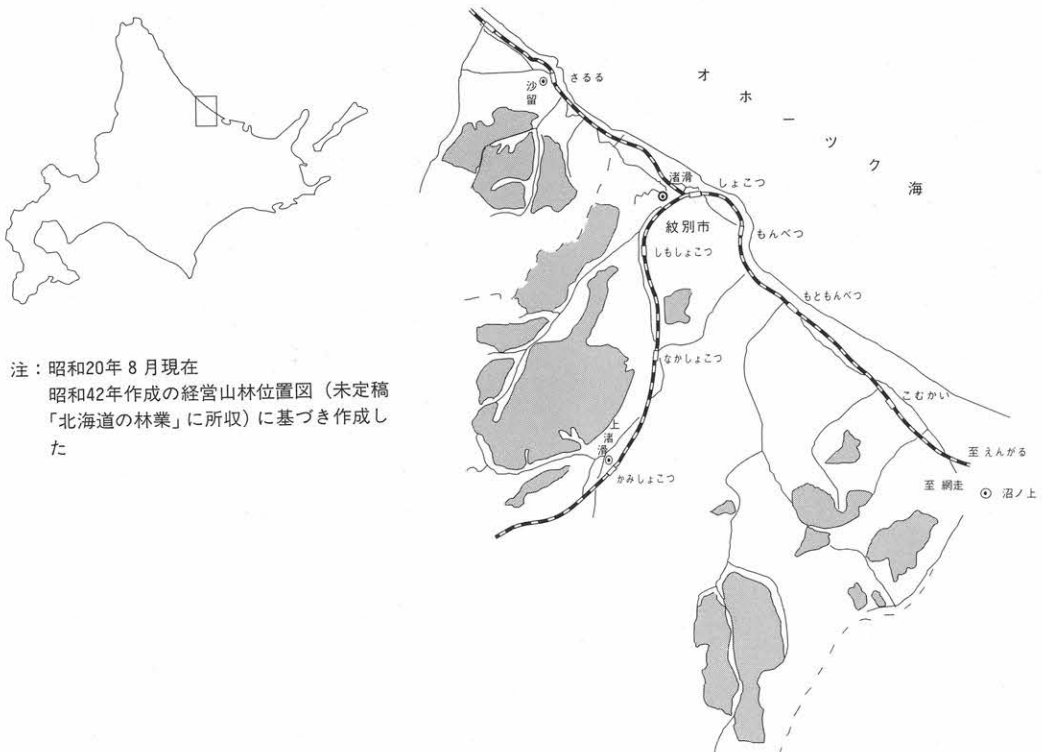 オホーツク海
さるる
沙留
渚滑
しょこつ
紋別市
もんべつ
しもしょこつ
もともんべつ
なかしょこつ
こむかい
上渚滑
かみしょこつ
至 えんがる
至 網走
沼ノ上
注：昭和20年8月現在
昭和42年作成の経営山林位置図（未定稿
「北海道の林業」に所収）に基づき作成し
た